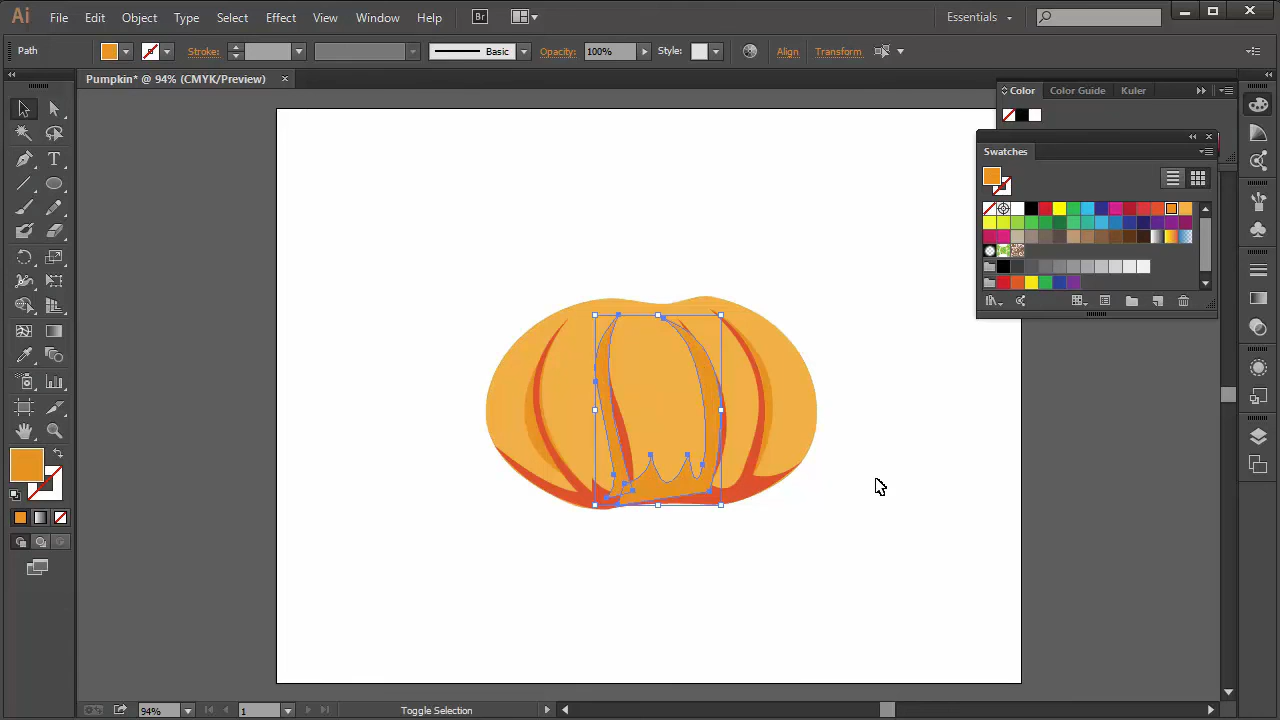 Ai File Edit Object Type Select Effect View Window Help Br Essentials
Path Stroke: Basic Opacity: 100% Style: Align Transform
Pumpkin* @ 94% (CMYK/Preview)
Color Color Guide Kuler
Swatches
T
94% 1 Toggle Selection